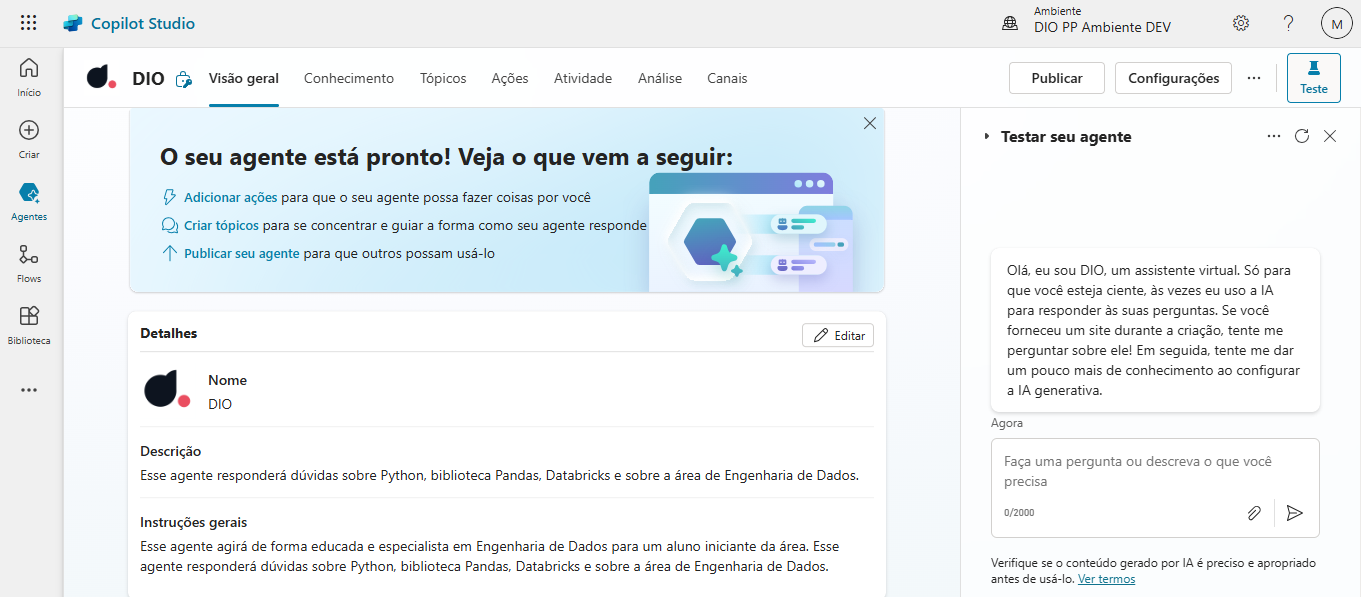 Copilot Studio
Ambiente
DIO PP Ambiente DEV
?
M
Início
Criar
Agentes
Flows
Biblioteca
DIO
Visão geral
Conhecimento
Tópicos
Ações
Atividade
Análise
Canais
Publicar
Configurações
Teste
O seu agente está pronto! Veja o que vem a seguir:
Adicionar ações para que o seu agente possa fazer coisas por você
Criar tópicos para se concentrar e guiar a forma como seu agente responde
Publicar seu agente para que outros possam usá-lo
Detalhes
Editar
Nome
DIO
Descrição
Esse agente responderá dúvidas sobre Python, biblioteca Pandas, Databricks e sobre a área de Engenharia de Dados.
Instruções gerais
Esse agente agirá de forma educada e especialista em Engenharia de Dados para um aluno iniciante da área. Esse
agente responderá dúvidas sobre Python, biblioteca Pandas, Databricks e sobre a área de Engenharia de Dados.
Testar seu agente
Olá, eu sou DIO, um assistente virtual. Só para
que você esteja ciente, às vezes eu uso a IA
para responder às suas perguntas. Se você
forneceu um site durante a criação, tente me
perguntar sobre ele! Em seguida, tente me dar
um pouco mais de conhecimento ao configurar
a IA generativa.
Agora
Faça uma pergunta ou descreva o que você
precisa
0/2000
Verifique se o conteúdo gerado por IA é preciso e apropriado
antes de usá-lo. Ver termos